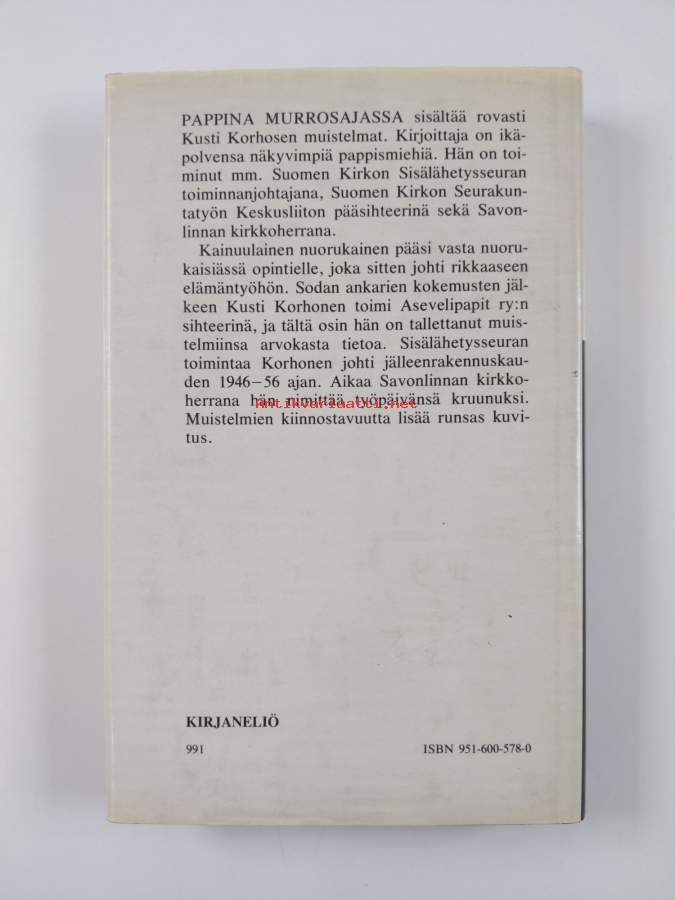 PAPPINA MURROSAJASSA sisältää rovasti
Kusti Korhosen muistelmat. Kirjoittaja on ikä-
polvensa näkyvimpiä pappismiehiä. Hän on toi-
minut mm. Suomen Kirkon Sisälähetysseuran
toiminnanjohtajana, Suomen Kirkon Seurakun-
tatyön Keskusliiton pääsihteerinä sekä Savon-
linnan kirkkoherrana.
Kainuulainen nuorukainen pääsi vasta nuoru-
kaisiässä opintielle, joka sitten johti rikkaaseen
elämäntyöhön. Sodan ankarien kokemusten jäl-
keen Kusti Korhonen toimi Asevelipapit ry:n
sihteerinä, ja tältä osin hän on tallettanut muis-
telmiinsa arvokasta tietoa. Sisälähetysseuran
toimintaa Korhonen johti jälleenrakennuskau-
den 1946–56 ajan. Aikaa Savonlinnan kirkko-
herrana hän nimittää työpäivänsä kruunuksi.
Antikvariaatti.net
Muistelmien kiinnostavuutta lisää runsas kuvi-
tus.
KIRJANELIÖ
991 ISBN 951-600-578-0